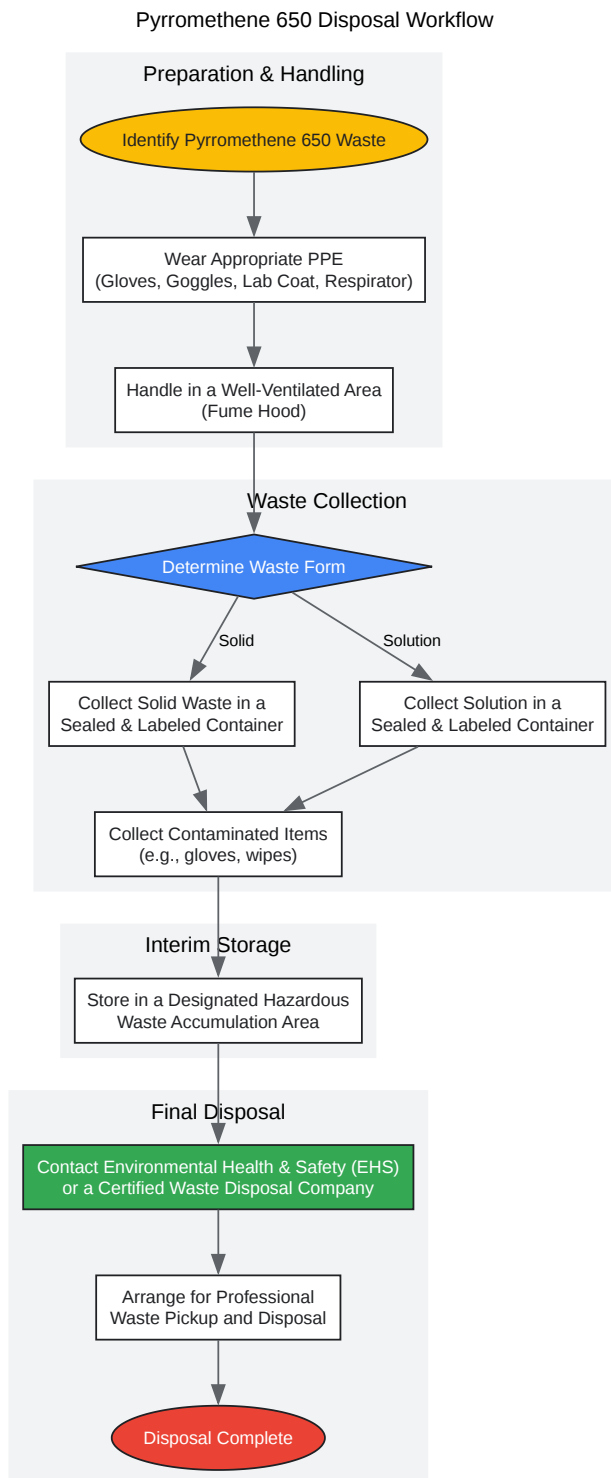 Pyrromethene 650 Disposal Workflow
Preparation & Handling
Identify Pyrromethene 650 Waste
Wear Appropriate PPE
(Gloves, Goggles, Lab Coat, Respirator)
Handle in a Well-Ventilated Area
(Fume Hood)
Waste Collection
Determine Waste Form
Solid
Solution
Collect Solid Waste in a
Sealed & Labeled Container
Collect Solution in a
Sealed & Labeled Container
Collect Contaminated Items
(e.g., gloves, wipes)
Interim Storage
Store in a Designated Hazardous
Waste Accumulation Area
Final Disposal
Contact Environmental Health & Safety (EHS)
or a Certified Waste Disposal Company
Arrange for Professional
Waste Pickup and Disposal
Disposal Complete